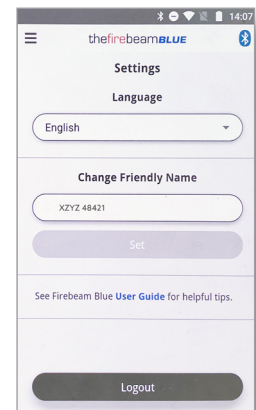 14:07
thefirebeamBLUE
Settings
Language
English
Change Friendly Name
XZYZ 48421
Set
See Firebeam Blue User Guide for helpful tips.
Logout